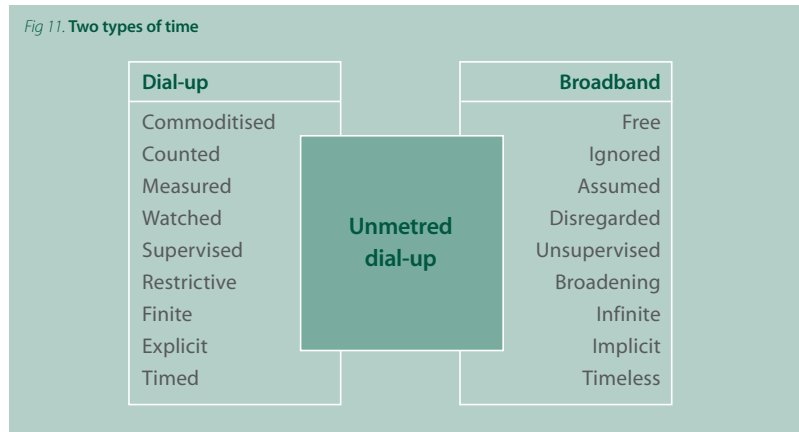 Fig 11. Two types of time
Dial-up
Commoditised
Counted
Measured
Watched
Supervised
Restrictive
Finite
Explicit
Timed
Unmetred
dial-up
Broadband
Free
Ignored
Assumed
Disregarded
Unsupervised
Broadening
Infinite
Implicit
Timeless